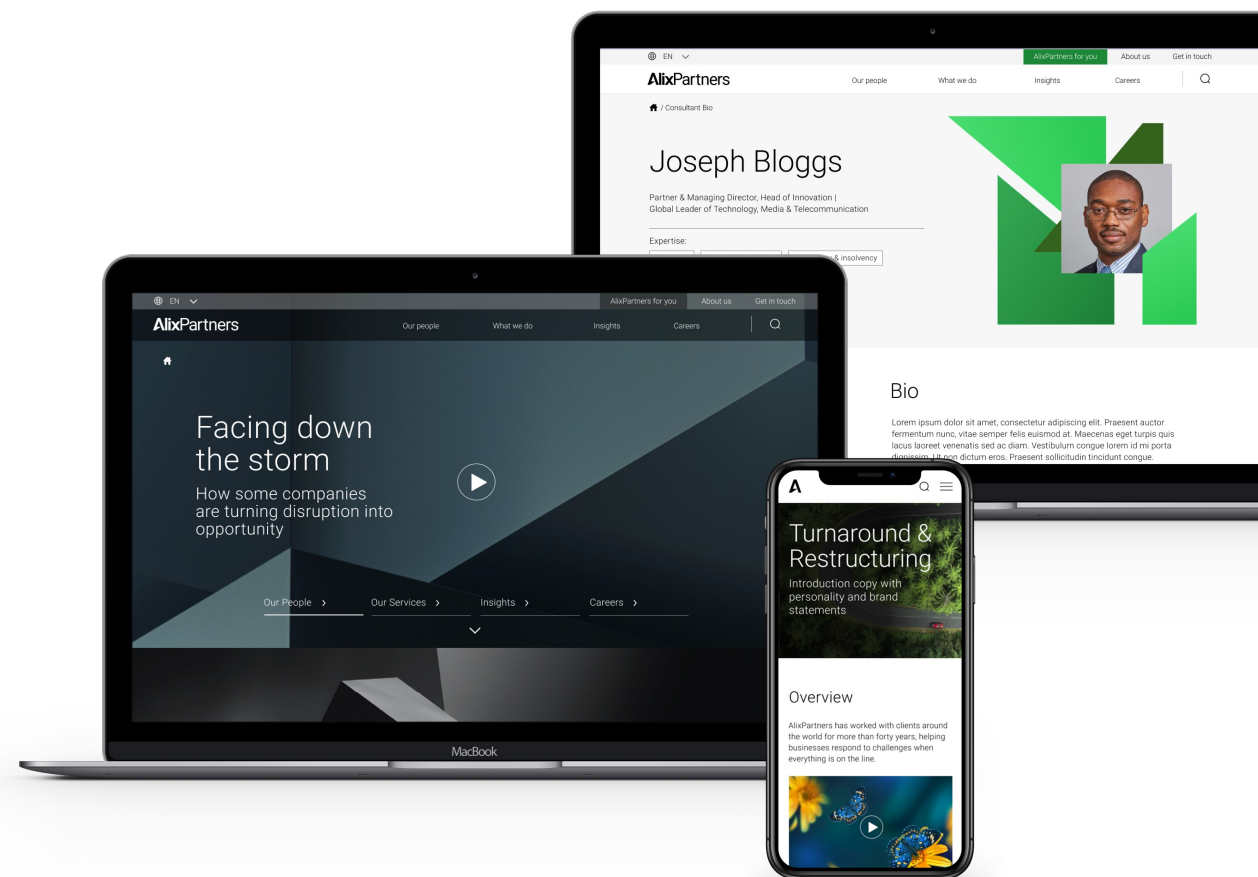 EN
AlixPartners for you
About us
Get in touch
AlixPartners
Our people
What we do
Insights
Careers
/ Consultant Bio
Joseph Bloggs
Partner & Managing Director, Head of Innovation |
Global Leader of Technology, Media & Telecommunication
Expertise:
& insolvency
Bio
Lorem ipsum dolor sit amet, consectetur adipiscing elit. Praesent auctor
fermentum nunc, vitae semper felis euismod at. Maecenas eget turpis quis
lacus laoreet venenatis sed ac diam. Vestibulum congue lorem id mi porta
dignissim. Ut non dictum eros. Praesent sollicitudin tincidunt congue.
EN
AlixPartners for you
About us
Get in touch
AlixPartners
Our people
What we do
Insights
Careers
Facing down
the storm
How some companies
are turning disruption into
opportunity
Our People
Our Services
Insights
Careers
MacBook
Turnaround &
Restructuring
Introduction copy with
personality and brand
statements
Overview
AlixPartners has worked with clients around
the world for more than forty years, helping
businesses respond to challenges when
everything is on the line.